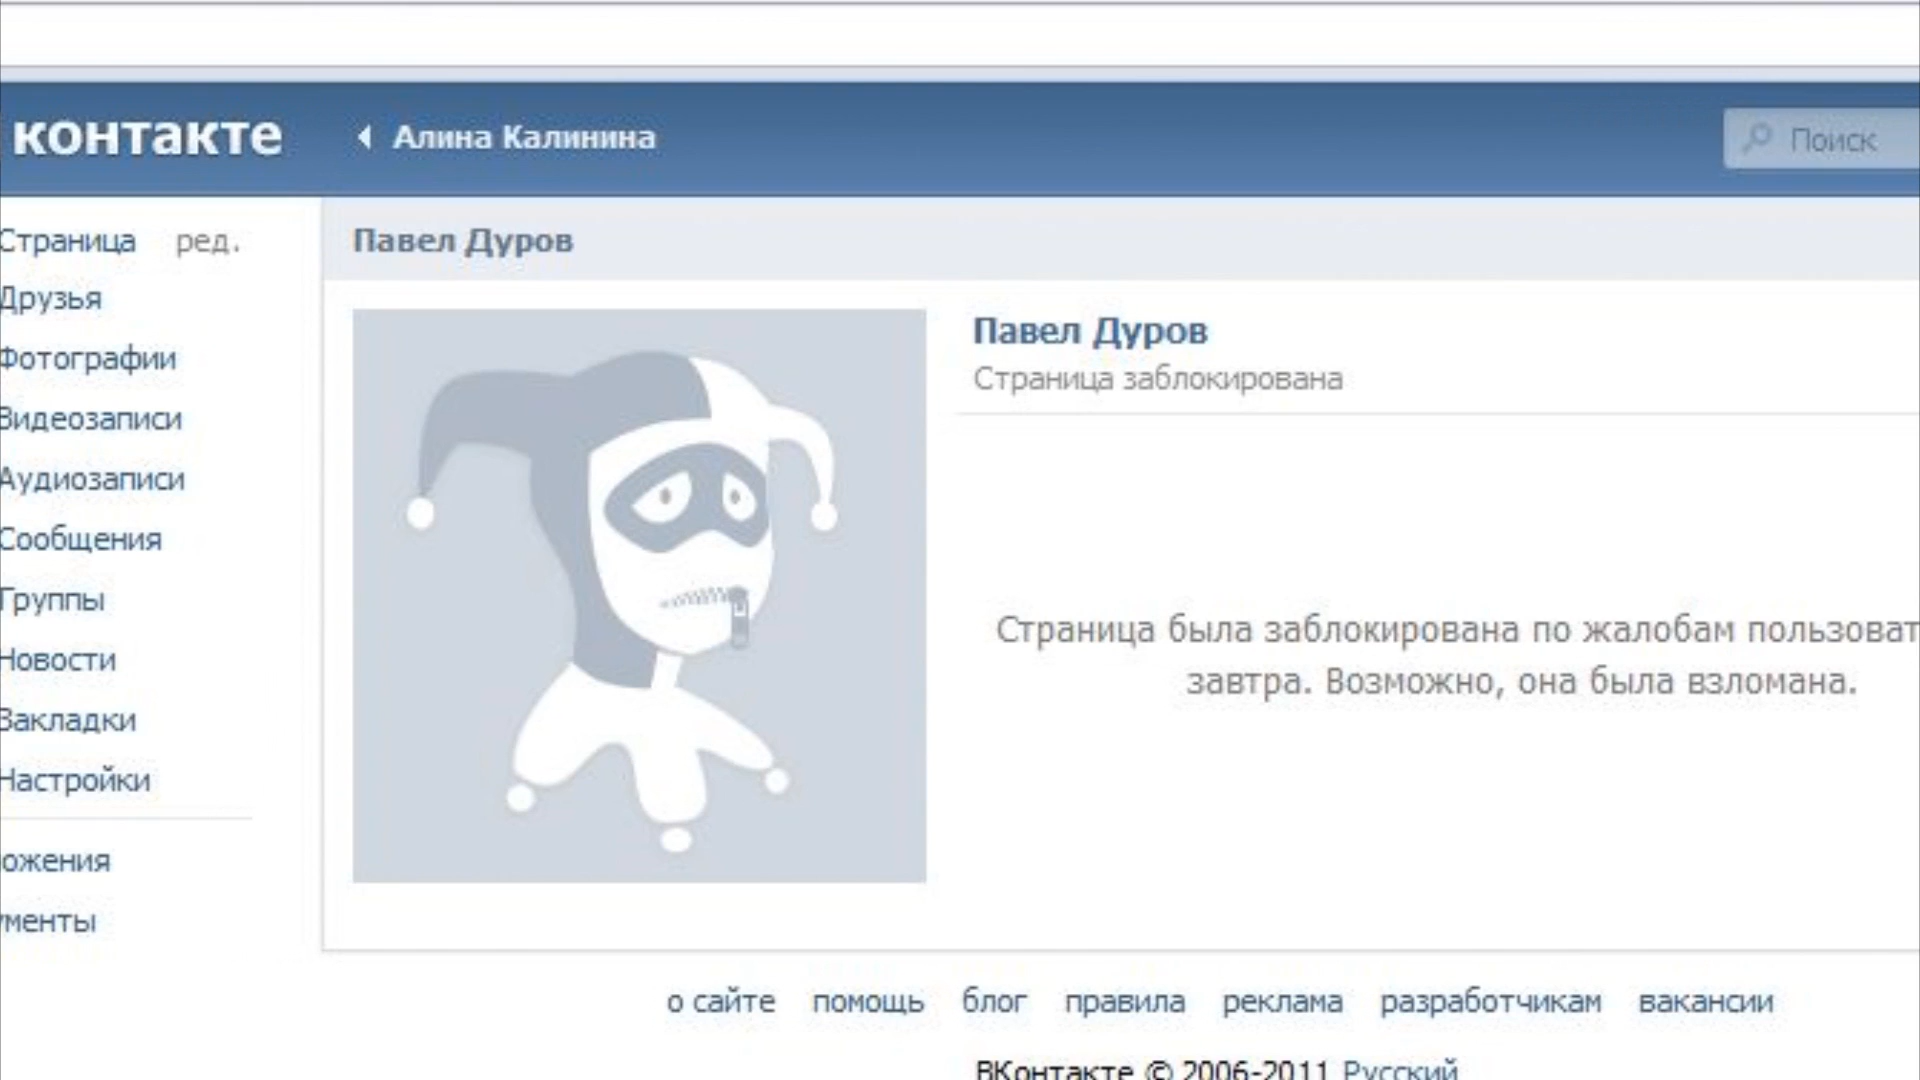 контакте
Алина Калинина
Поиск
Страница ред.
Друзья
Фотографии
Видеозаписи
Аудиозаписи
Сообщения
Группы
Новости
Закладки
Настройки
ожения
ументы
Павел Дуров
Павел Дуров
Страница заблокирована
Страница была заблокирована по жалобам пользоват
завтра. Возможно, она была взломана.
о сайте помощь блог правила реклама разработчикам вакансии
ВКонтакте © 2006-2011 Русский